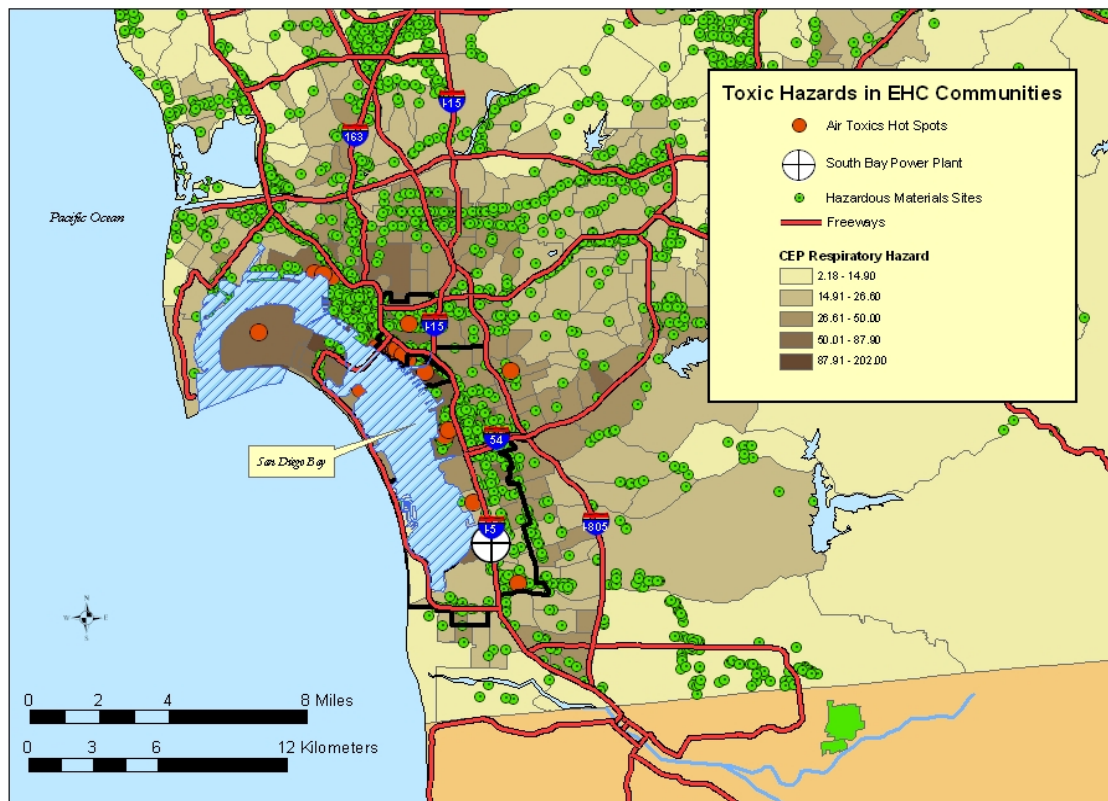 Toxic Hazards in EHC Communities
Air Toxics Hot Spots
South Bay Power Plant
Hazardous Materials Sites
Freeways
CEP Respiratory Hazard
2.18 - 14.90
14.91 - 26.60
26.61 - 50.00
50.01 - 87.90
87.91 - 202.00
I-15
163
Pacific Ocean
I-15
San Diego Bay
54
I-5
I-805
N
W E
S
0 2 4 8 Miles
0 3 6 12 Kilometers